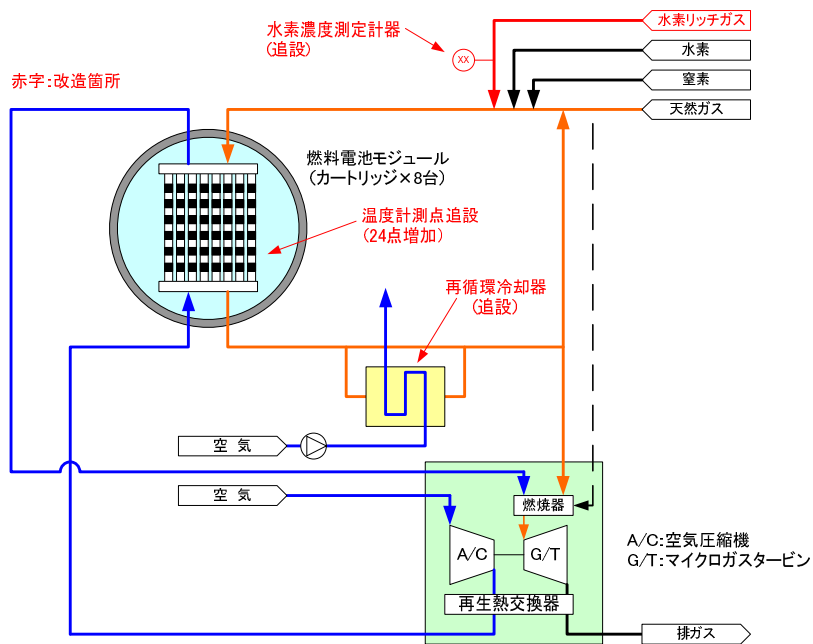 水素濃度測定計器
(追設)
XX
水素リッチガス
水素
窒素
天然ガス
赤字:改造箇所
燃料電池モジュール
(カートリッジ×8台)
温度計測点追設
(24点増加)
再循環冷却器
(追設)
空 気
空 気
燃焼器
A/C
G/T
A/C:空気圧縮機
G/T:マイクロガスタービン
再生熱交換器
排ガス